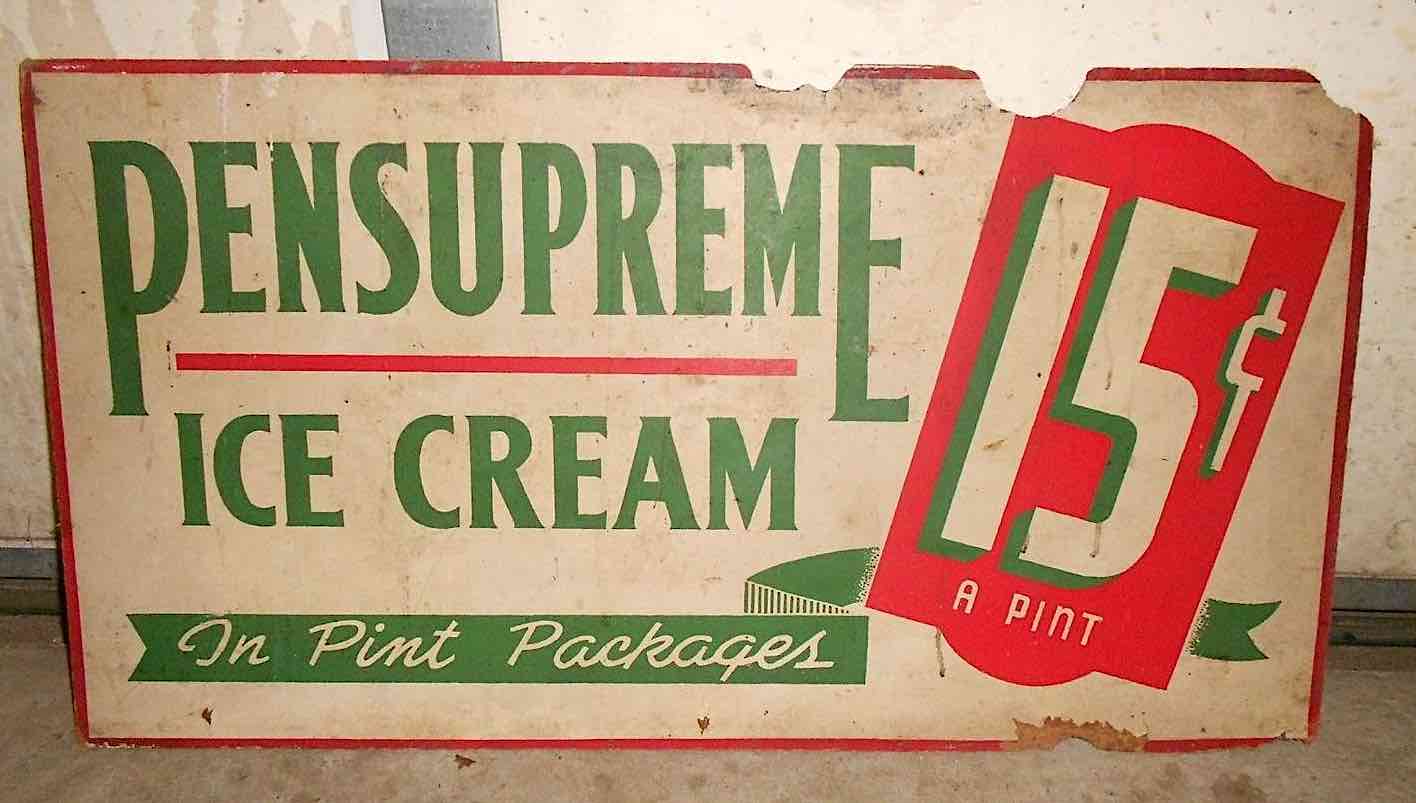 PENSUPREME
ICE CREAM
In Pint Packages
15¢
A PINT